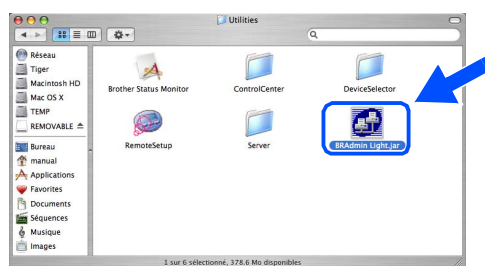 Utilities
Réseau
Tiger
Macintosh HD
Mac OS X
TEMP
REMOVABLE
Bureau
manual
Applications
Favorites
Documents
Séquences
Musique
Images
Brother Status Monitor
ControlCenter
DeviceSelector
RemoteSetup
Server
BRAdmin Light.jar
1 sur 6 sélectionné, 378.6 Mo disponibles